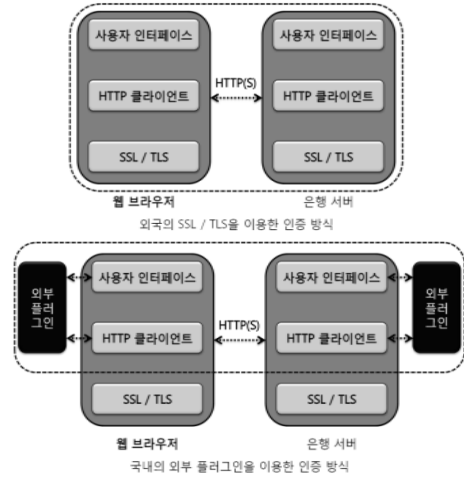 사용자 인터페이스 사용자 인터페이스
HTTP(S)
HTTP 클라이언트 HTTP 클라이언트
SSL / TLS SSL / TLS
웹 브라우저 은행 서버
외국의 SSL / TLS을 이용한 인증 방식
외부
플러
그인
사용자 인터페이스 사용자 인터페이스
외부
플러
그인
HTTP(S)
HTTP 클라이언트 HTTP 클라이언트
SSL / TLS SSL / TLS
웹 브라우저 은행 서버
국내의 외부 플러그인을 이용한 인증 방식